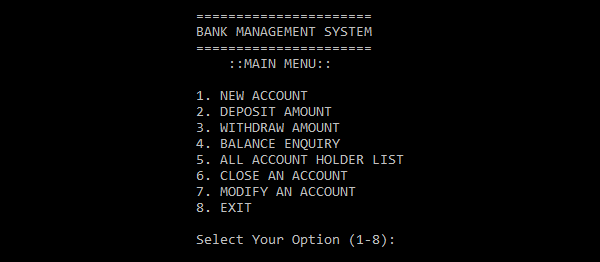 ======================
BANK MANAGEMENT SYSTEM
======================
::MAIN MENU::
1. NEW ACCOUNT
2. DEPOSIT AMOUNT
3. WITHDRAW AMOUNT
4. BALANCE ENQUIRY
5. ALL ACCOUNT HOLDER LIST
6. CLOSE AN ACCOUNT
7. MODIFY AN ACCOUNT
8. EXIT
Select Your Option (1-8):